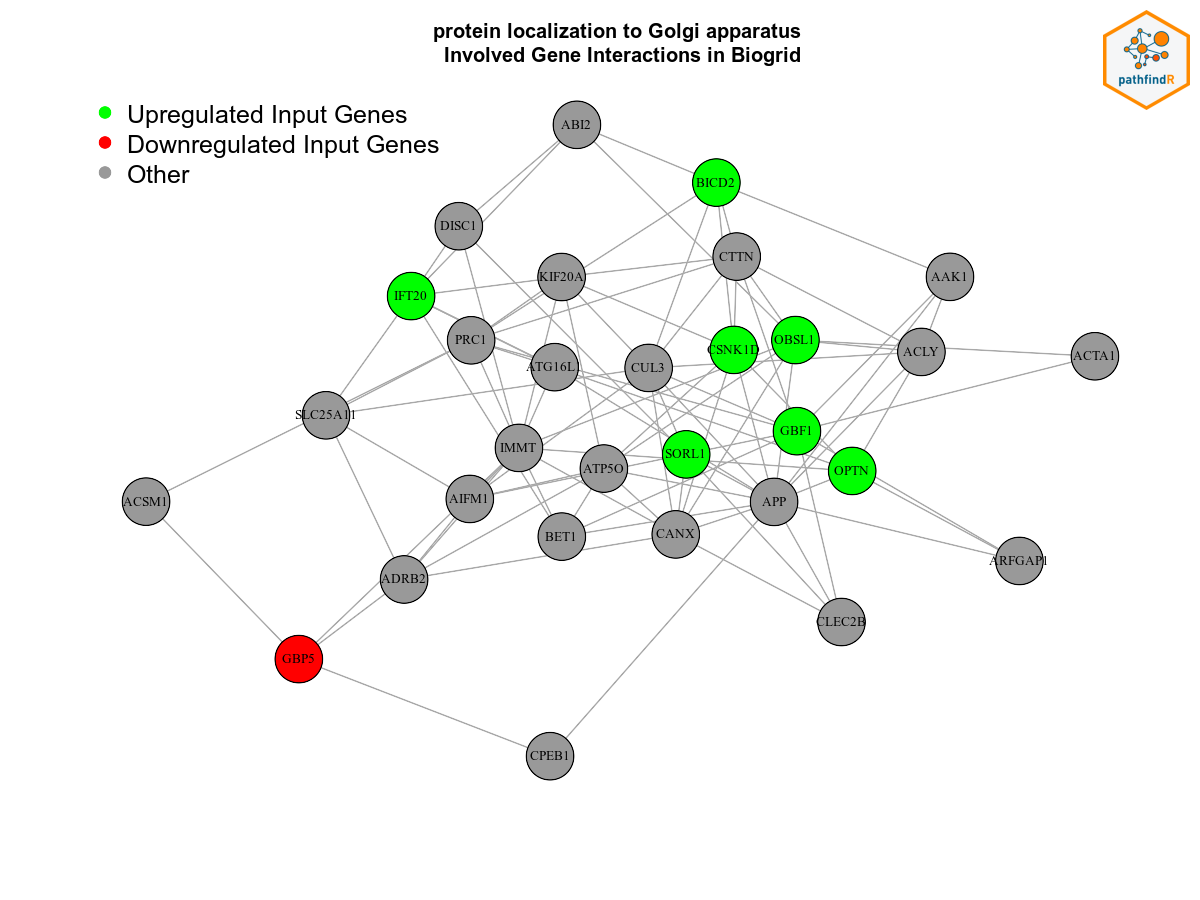 protein localization to Golgi apparatus
Involved Gene Interactions in Biogrid
pathfindR
Upregulated Input Genes
Downregulated Input Genes
Other
ABI2
BICD2
DISC1
CTTN
KIF20A
AAK1
IFT20
PRC1
CSNK1D
OBSL1
ACLY
ACTA1
ATG16L
CUL3
SLC25A11
GBF1
IMMT
SORL1
ATP5O
OPTN
ACSM1
AIFM1
APP
BET1
CANX
ARFGAP1
ADRB2
CLEC2B
GBP5
CPEB1